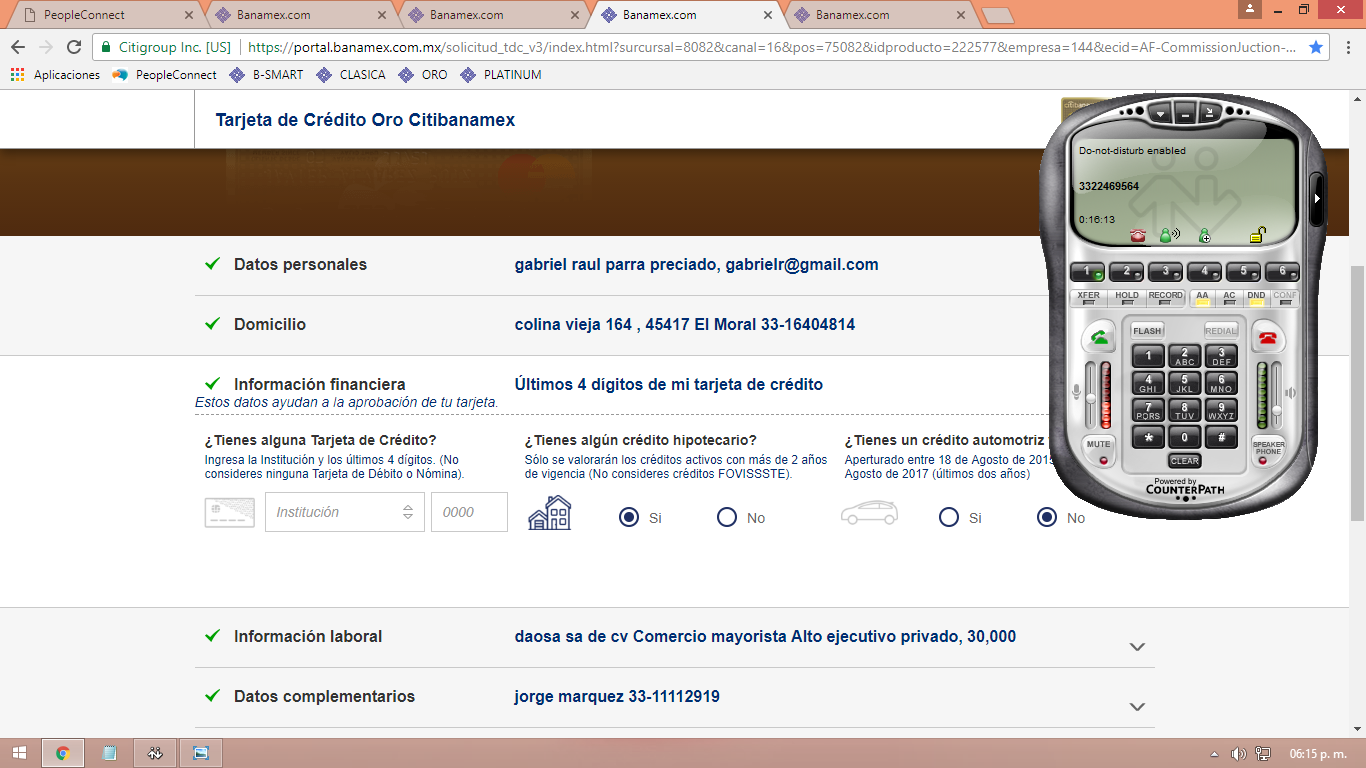 PeopleConnect
Banamex.com
Banamex.com
Banamex.com
Banamex.com
Citigroup Inc. [US]
https://portal.banamex.com.mx/solicitud_tdc_v3/index.html?surcursal=8082&canal=16&pos=75082&idproducto=222577&empresa=144&ecid=AF-CommissionJuction-...
Aplicaciones PeopleConnect B-SMART CLASICA ORO PLATINUM
Tarjeta de Crédito Oro Citibanamex
Datos personales
gabriel raul parra preciado, gabrielr@gmail.com
Domicilio
colina vieja 164 , 45417 El Moral 33-16404814
Información financiera
Últimos 4 dígitos de mi tarjeta de crédito
Estos datos ayudan a la aprobación de tu tarjeta.
¿Tienes alguna Tarjeta de Crédito?
Ingresa la Institución y los últimos 4 dígitos. (No
consideres ninguna Tarjeta de Débito o Nómina).
Institución
0000
¿Tienes algún crédito hipotecario?
Sólo se valorarán los créditos activos con más de 2 años
de vigencia (No consideres créditos FOVISSSTE).
Si No
¿Tienes un crédito automotriz
Aperturado entre 18 de Agosto de 2015
Agosto de 2017 (últimos dos años)
Si No
Información laboral
daosa sa de cv Comercio mayorista Alto ejecutivo privado, 30,000
Datos complementarios
jorge marquez 33-11112919
Do-not-disturb enabled
3322469564
0:16:13
1 2 3 4 5 6
XFER HOLD RECORD AA AC DND CONF
FLASH REDIAL
1 2 ABC 3 DEF
4 GHI 5 JKL 6 MNO
7 PQRS 8 TUV 9 WXYZ
* 0 #
MUTE
CLEAR
SPEAKER
PHONE
Powered by
COUNTERPATH
06:15 p. m.